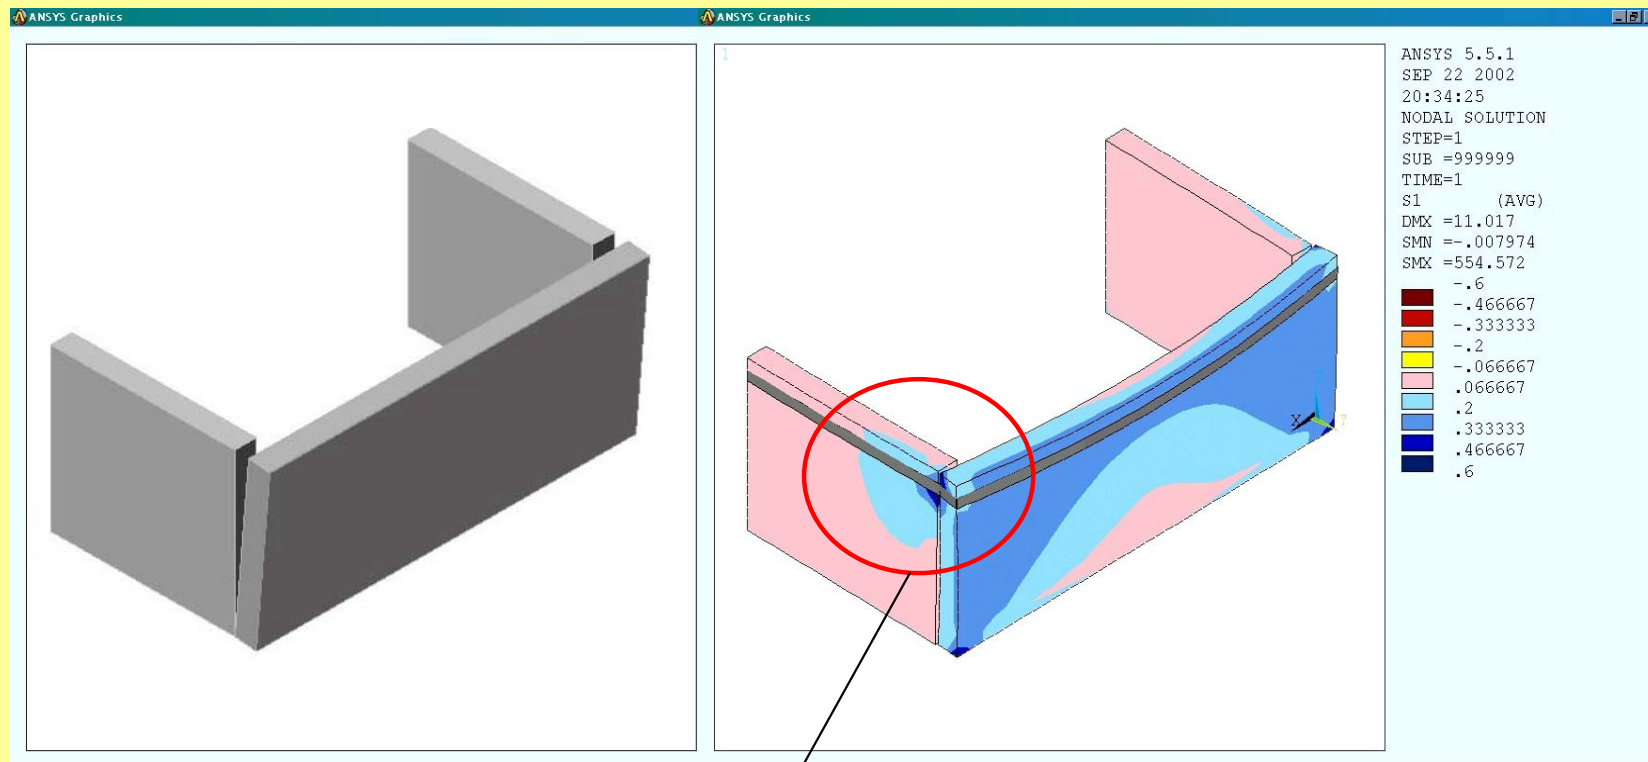 ANSYS Graphics
ANSYS Graphics
1
ANSYS 5.5.1
SEP 22 2002
20:34:25
NODAL SOLUTION
STEP=1
SUB =999999
TIME=1
S1 (AVG)
DMX =11.017
SMN =-.007974
SMX =554.572
-.6
-.466667
-.333333
-.2
-.066667
.066667
.2
.333333
.466667
.6
X